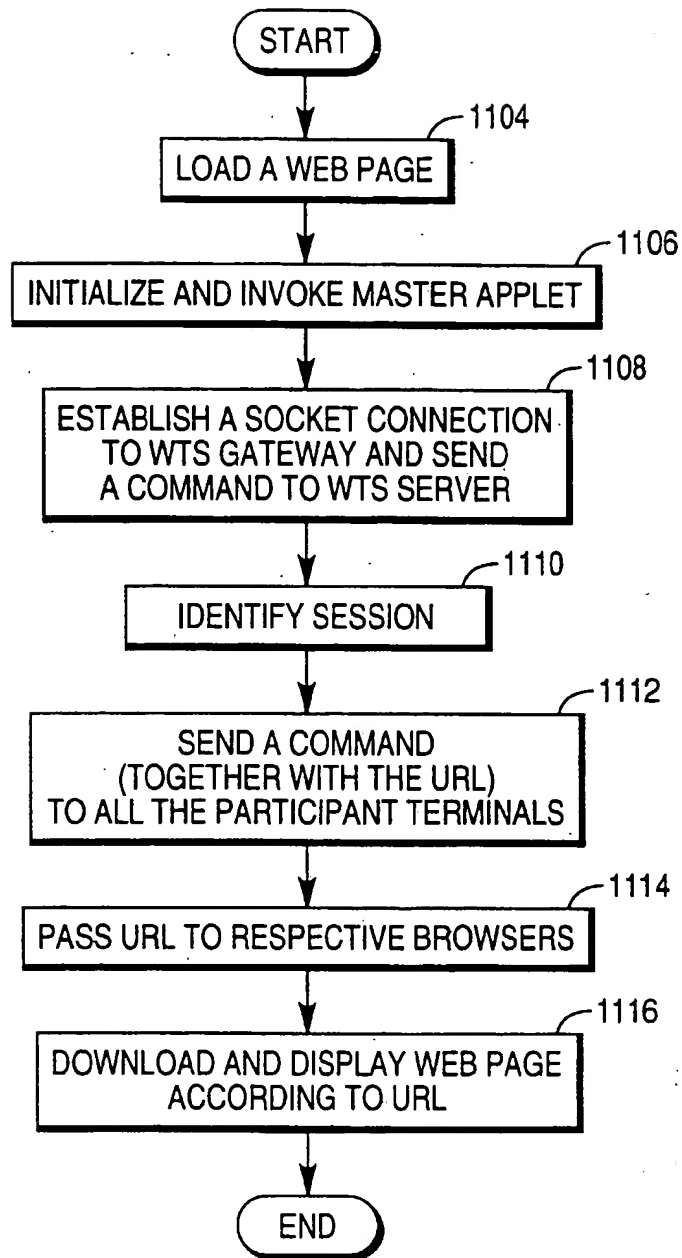 START
1104
LOAD A WEB PAGE
1106
INITIALIZE AND INVOKE MASTER APPLET
1108
ESTABLISH A SOCKET CONNECTION
TO WTS GATEWAY AND SEND
A COMMAND TO WTS SERVER
1110
IDENTIFY SESSION
1112
SEND A COMMAND
(TOGETHER WITH THE URL)
TO ALL THE PARTICIPANT TERMINALS
1114
PASS URL TO RESPECTIVE BROWSERS
1116
DOWNLOAD AND DISPLAY WEB PAGE
ACCORDING TO URL
END